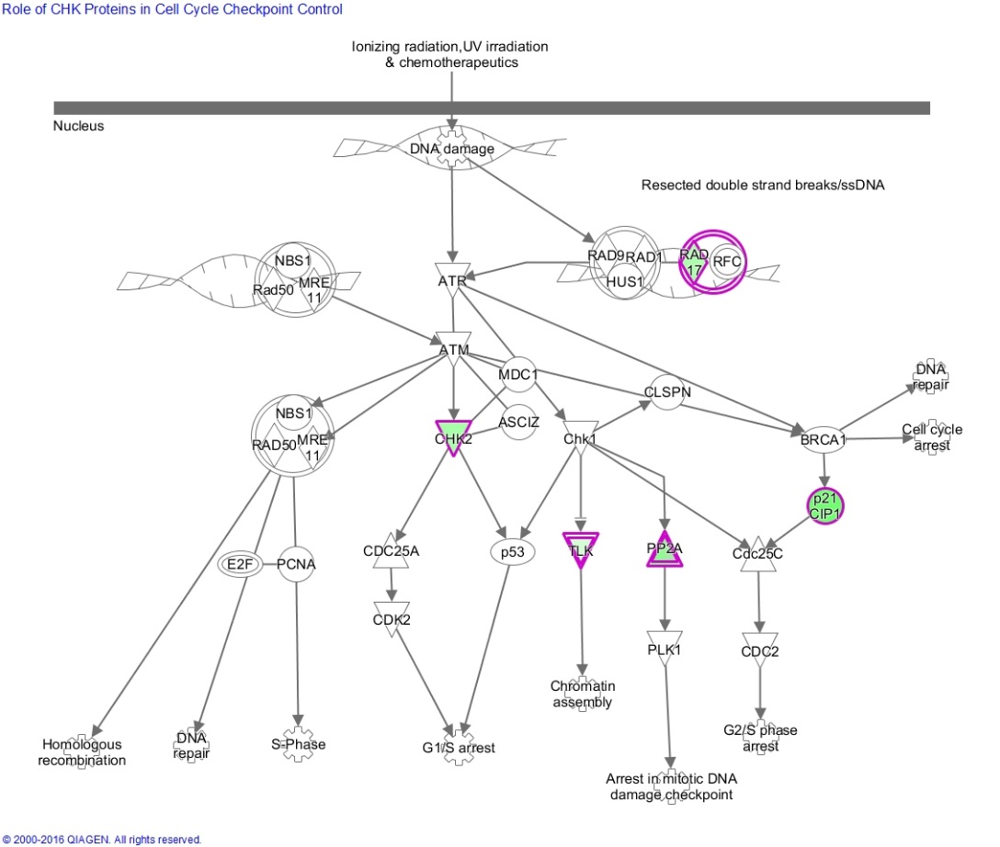 Role of CHK Proteins in Cell Cycle Checkpoint Control
Ionizing radiation,UV irradiation
& chemotherapeutics
Nucleus
DNA damage
Resected double strand breaks/ssDNA
NBS1
Rad50
MRE
11
RAD9
RAD1
HUS1
RAD
17
RFC
ATR
ATM
MDC1
ASCIZ
CLSPN
DNA
repair
NBS1
RAD50
MRE
11
CHK2
Chk1
BRCA1
Cell cycle
arrest
p21
CIP1
E2F
PCNA
CDC25A
p53
TLK
PP2A
Cdc25C
CDK2
PLK1
CDC2
Chromatin
assembly
Homologous
recombination
DNA
repair
S-Phase
G1/S arrest
G2/S phase
arrest
Arrest in mitotic DNA
damage checkpoint
© 2000-2016 QIAGEN. All rights reserved.